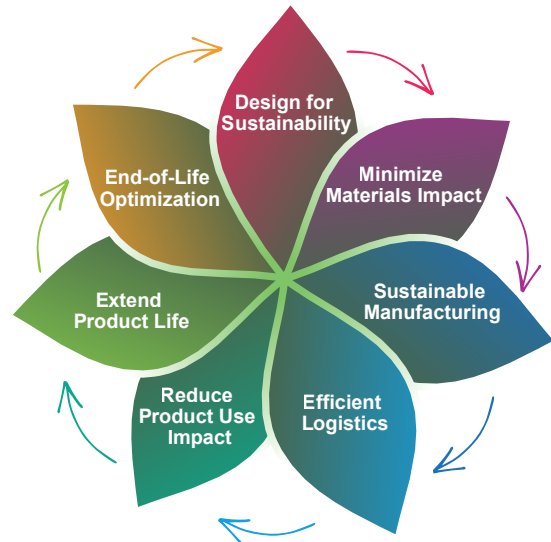 Design for
Sustainability
Minimize
Materials Impact
Sustainable
Manufacturing
Efficient
Logistics
Reduce
Product Use
Impact
Extend
Product Life
End-of-Life
Optimization